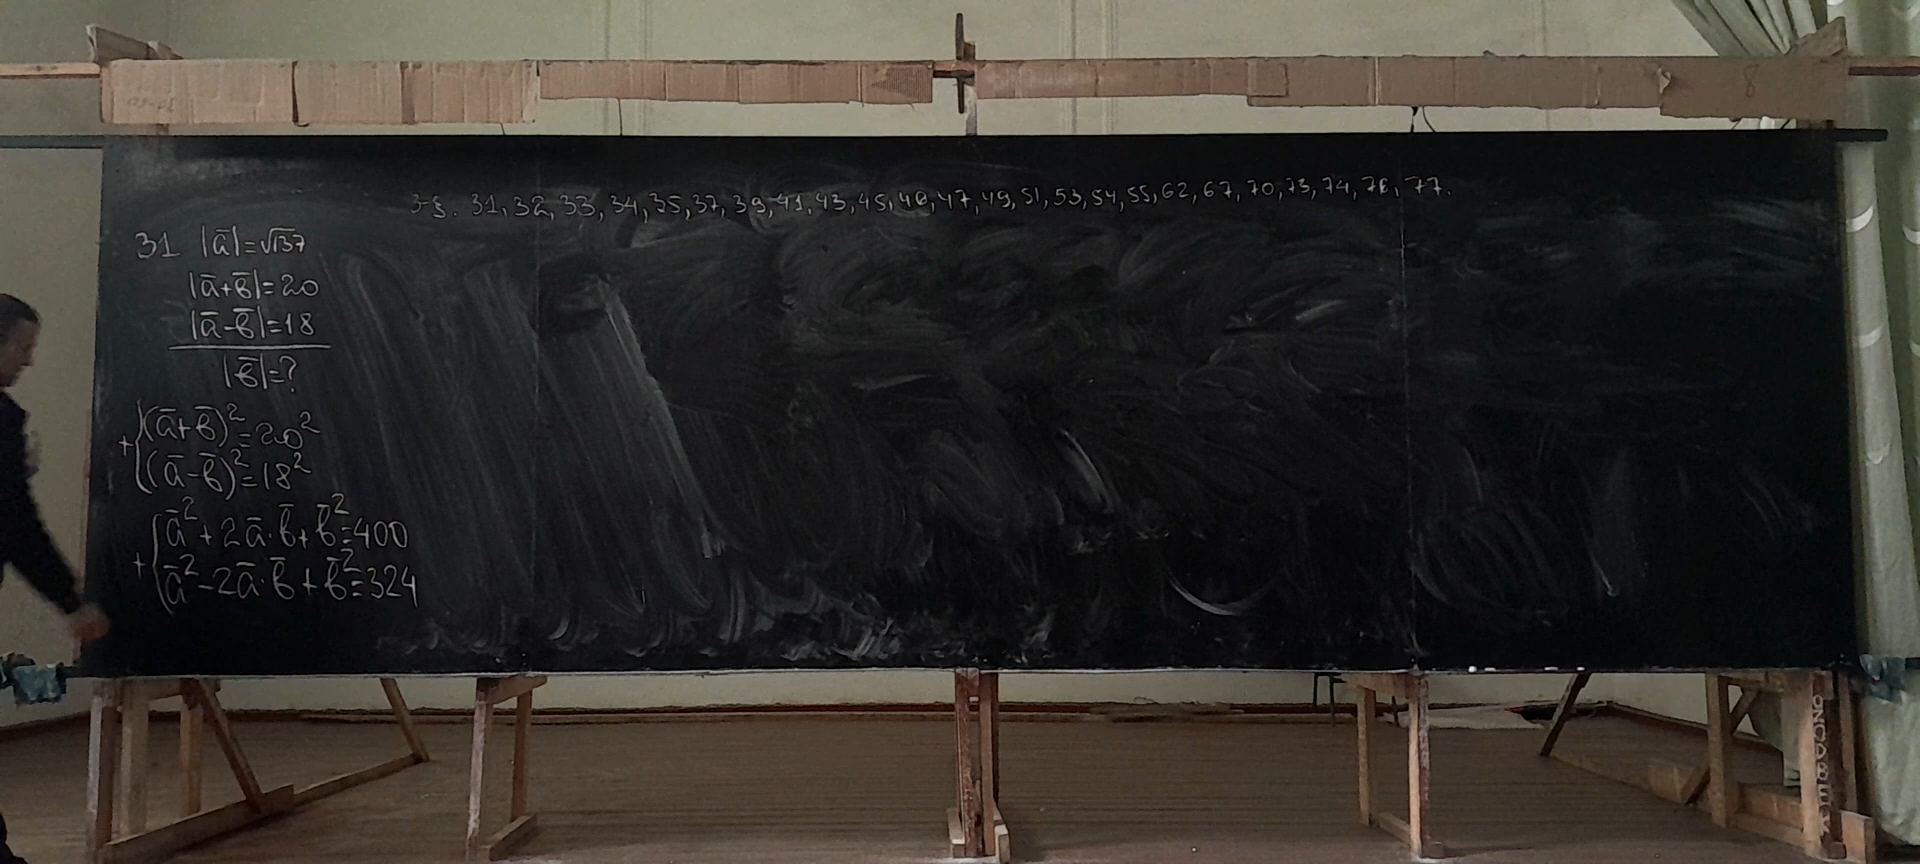 8
3-§. 31, 32, 33, 34, 35, 37, 39, 41, 43, 45, 46, 47, 49, 51, 53, 54, 55, 62, 67, 70, 73, 74, 76, 77.
31 |ā|=√137
|ā+в̄|=20
|ā-в̄|=18
|в̄|=?
+{(ā+в̄)²=20²
(ā-в̄)²=18²
+{ā²+2ā·в̄+в̄²=400
ā²-2ā·в̄+в̄²=324